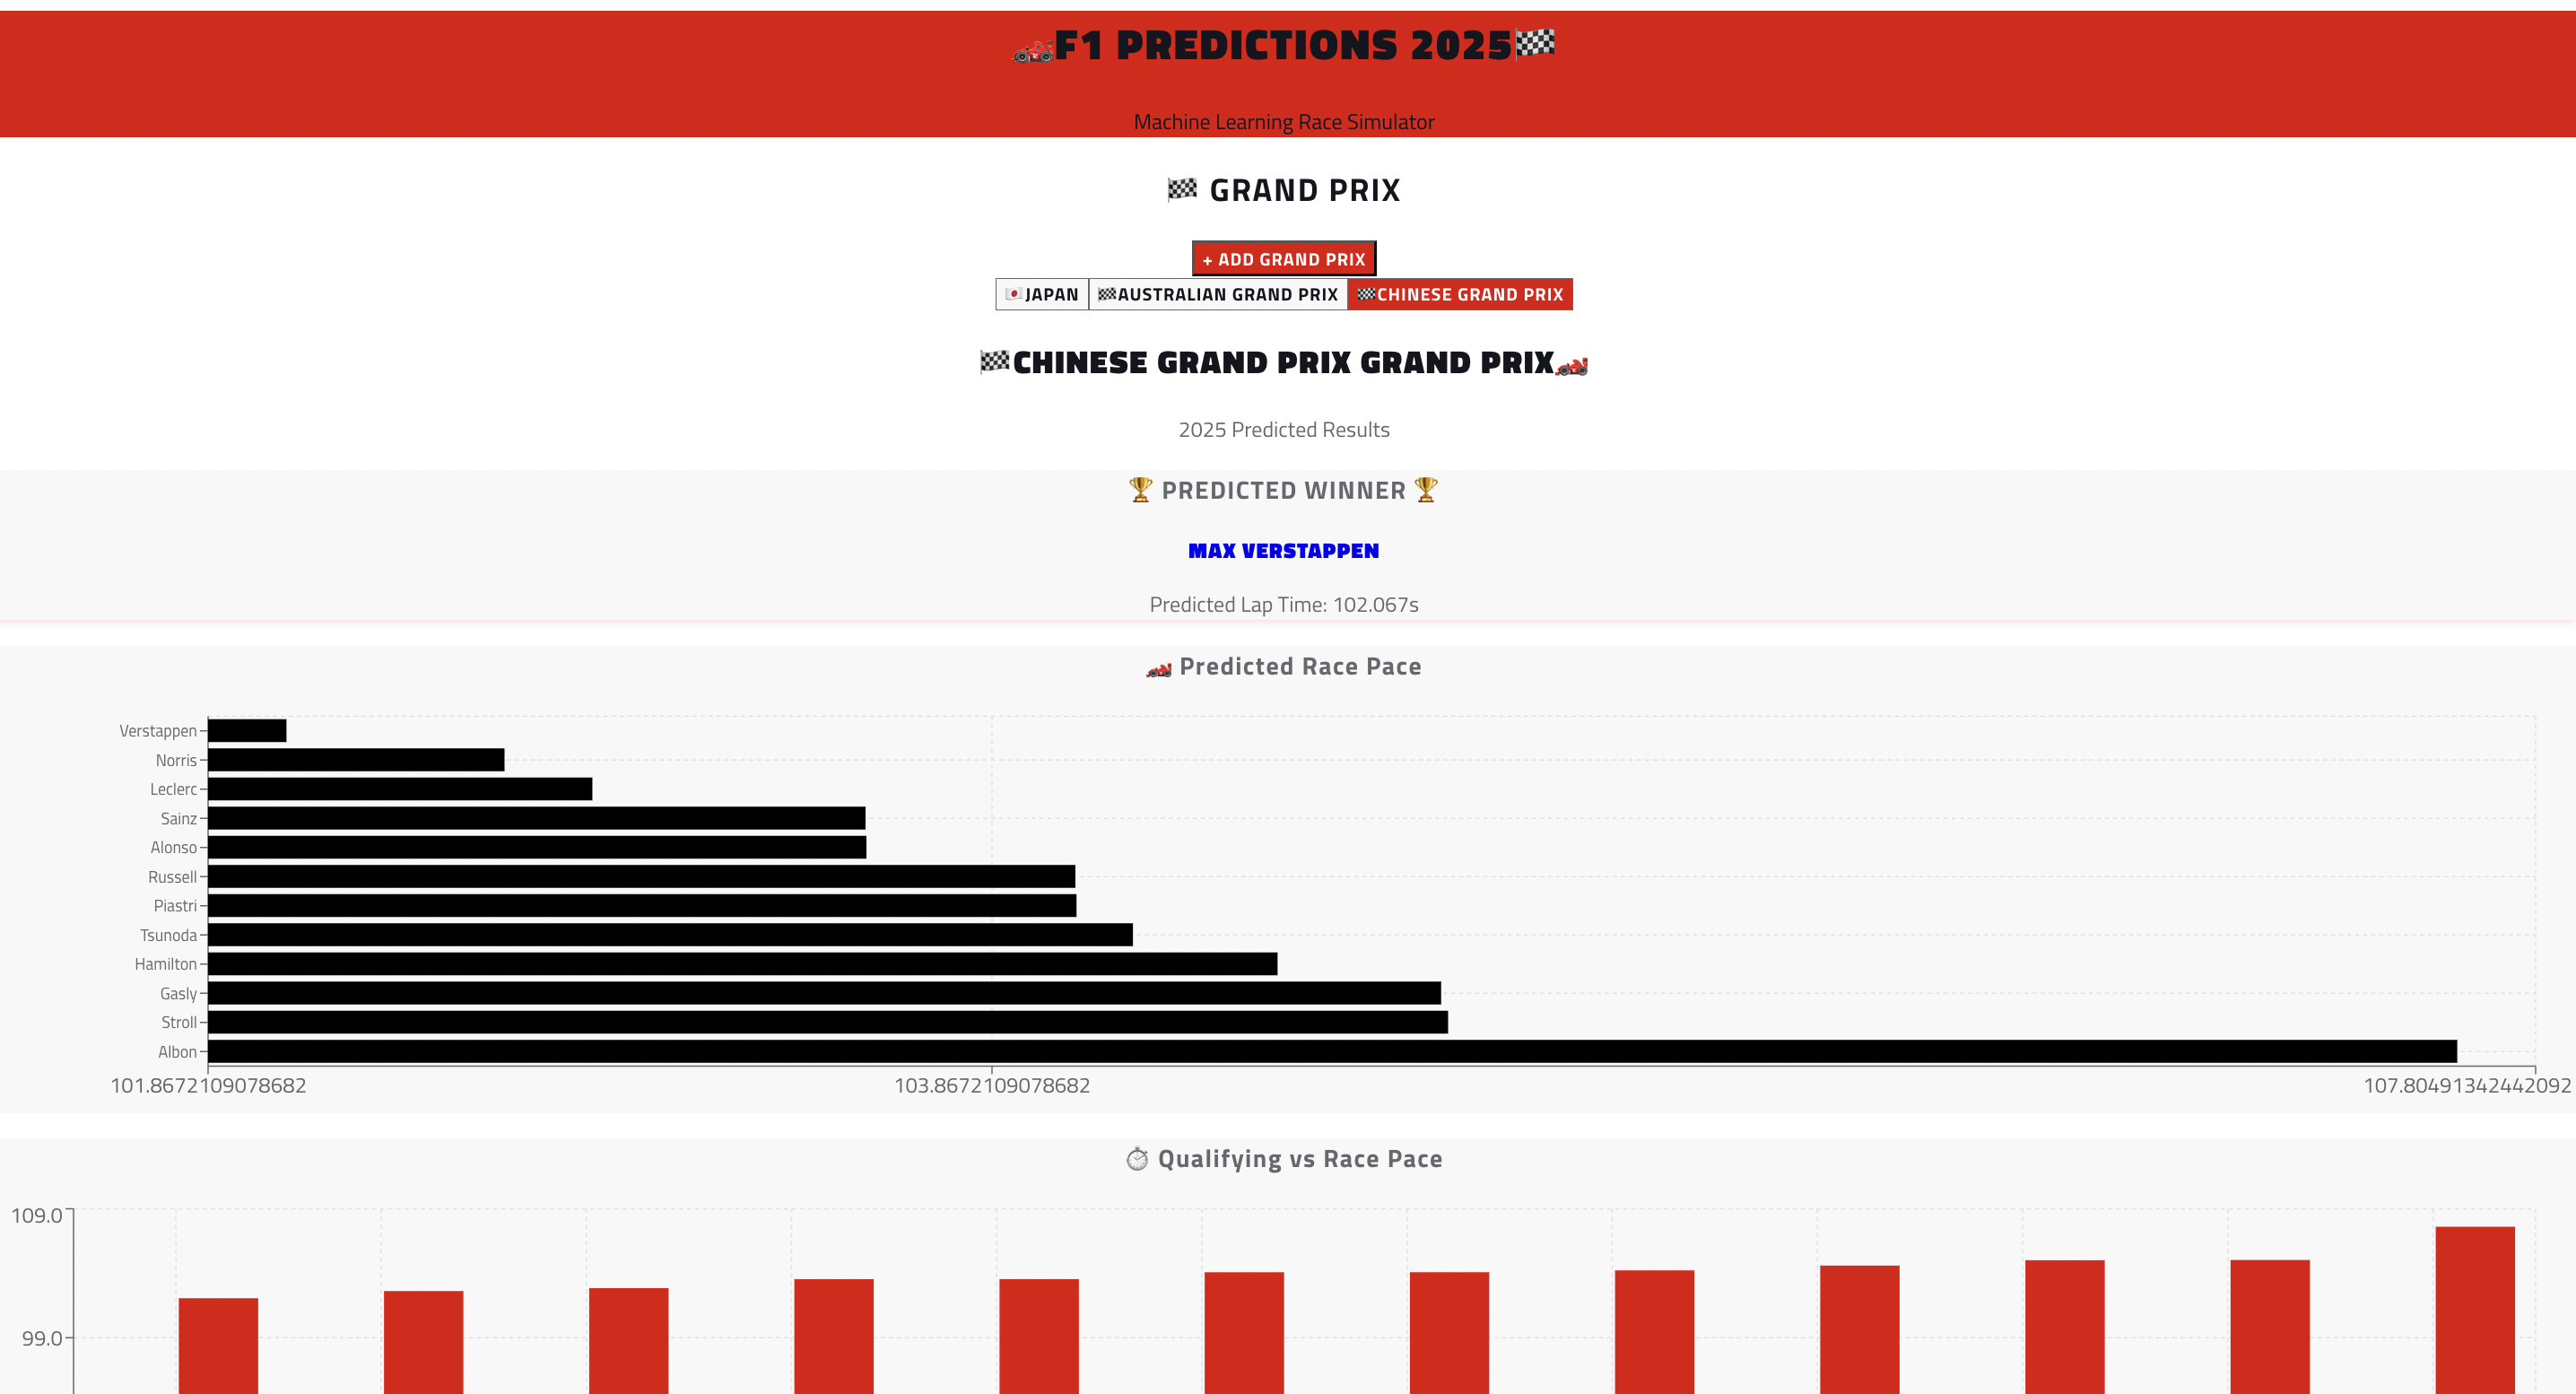 F1 PREDICTIONS 2025
Machine Learning Race Simulator
GRAND PRIX
+ ADD GRAND PRIX
JAPAN AUSTRALIAN GRAND PRIX CHINESE GRAND PRIX
CHINESE GRAND PRIX GRAND PRIX
2025 Predicted Results
PREDICTED WINNER
MAX VERSTAPPEN
Predicted Lap Time: 102.067s
Predicted Race Pace
Verstappen
Norris
Leclerc
Sainz
Alonso
Russell
Piastri
Tsunoda
Hamilton
Gasly
Stroll
Albon
101.8672109078682 103.8672109078682 107.80491342442092
Qualifying vs Race Pace
109.0
99.0